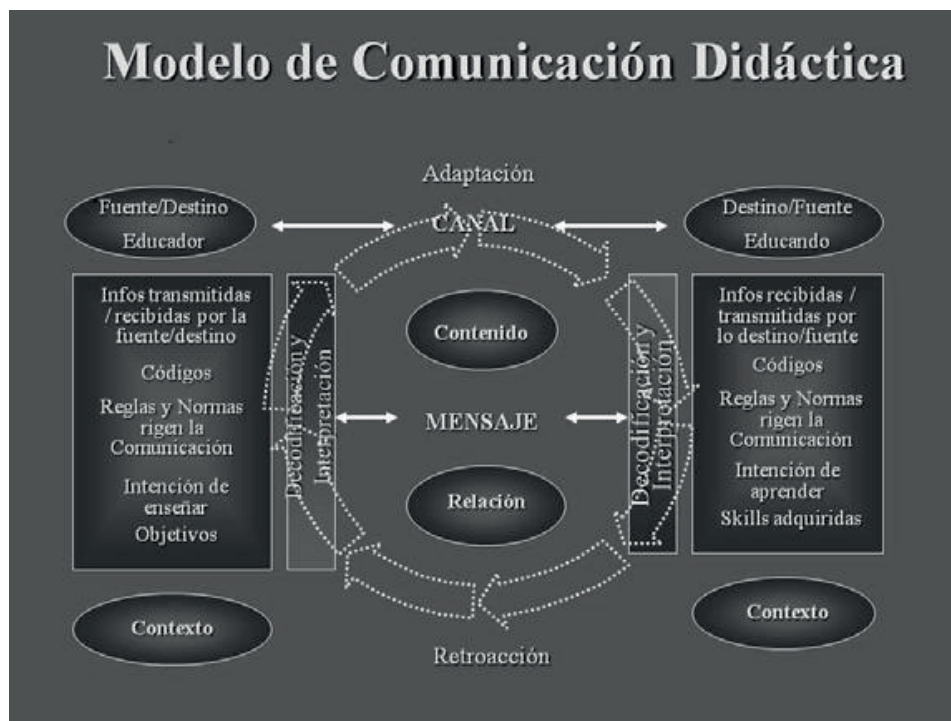 Modelo de Comunicación Didáctica
Adaptación
Fuente/Destino
Educador
CANAL
Destino/Fuente
Educando
Infos transmitidas
/recibidas por la
fuente/destino
Códigos
Reglas y Normas
rigen la
Comunicación
Intención de
enseñar
Objetivos
Decodificación y
Interpretación
Contenido
MENSAJE
Relación
Decodificación y
Interpretación
Infos recibidas /
transmitidas por
lo destino/fuente
Códigos
Reglas y Normas
rigen la
Comunicación
Intención de
aprender
Skills adquiridas
Contexto
Contexto
Retroacción